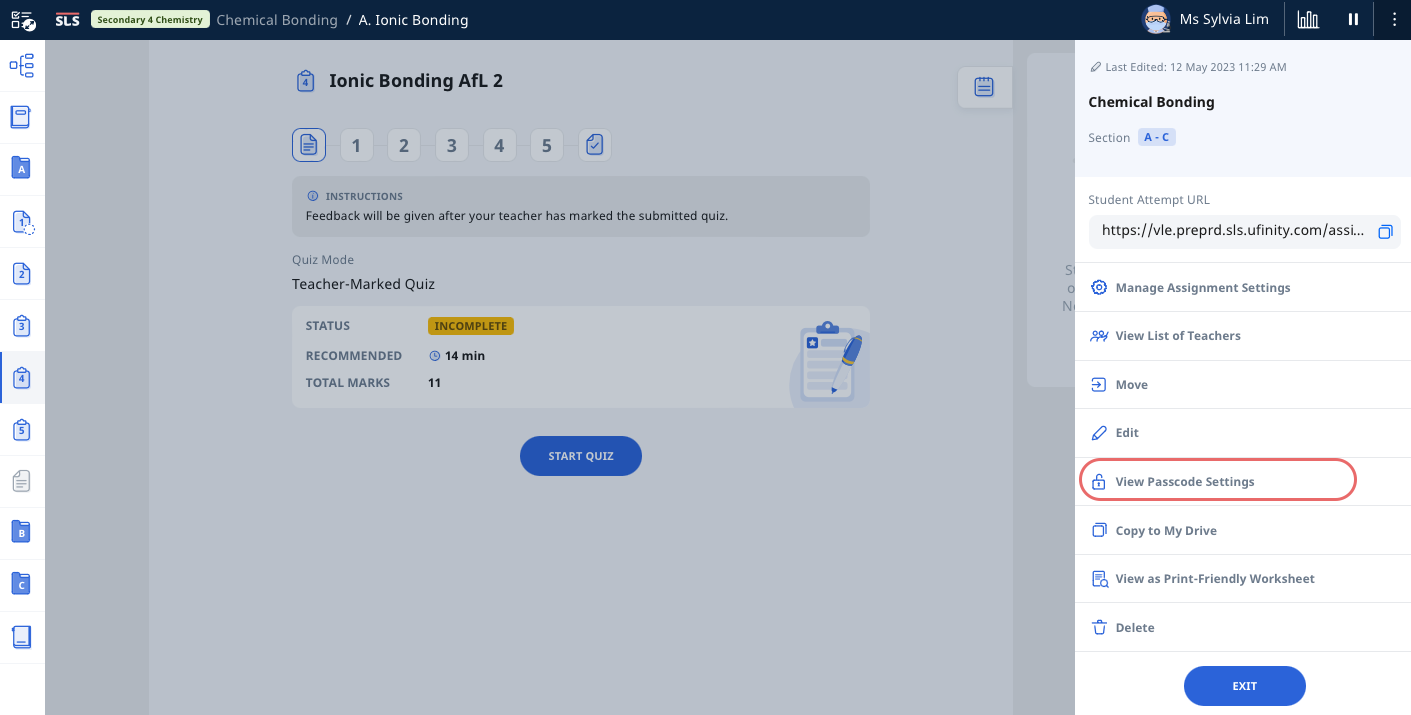 SLS Secondary 4 Chemistry Chemical Bonding / A. Ionic Bonding Ms Sylvia Lim
A
1
2
3
4
5
B
C
4 Ionic Bonding AfL 2
1 2 3 4 5
INSTRUCTIONS
Feedback will be given after your teacher has marked the submitted quiz.
Quiz Mode
Teacher-Marked Quiz
STATUS INCOMPLETE
RECOMMENDED 14 min
TOTAL MARKS 11
START QUIZ
Last Edited: 12 May 2023 11:29 AM
Chemical Bonding
Section A - C
Student Attempt URL
https://vle.preprd.sls.ufinity.com/assi...
Manage Assignment Settings
View List of Teachers
Move
Edit
View Passcode Settings
Copy to My Drive
View as Print-Friendly Worksheet
Delete
EXIT